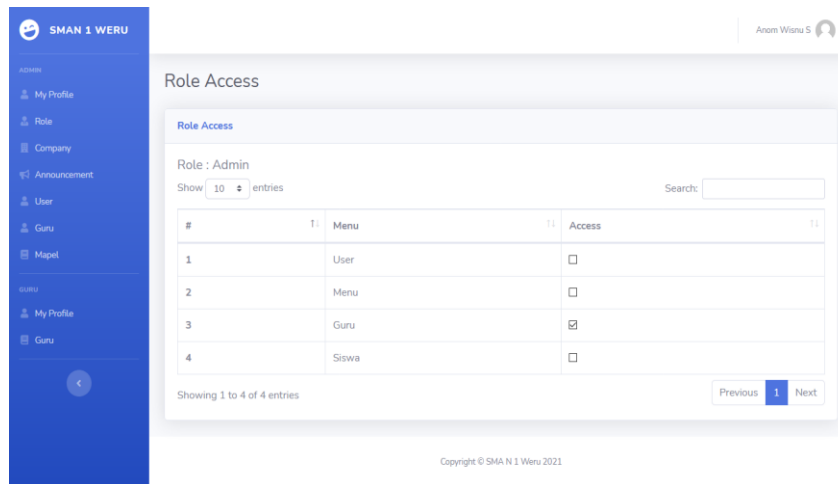 SMAN 1 WERU
Anom Wisnu S
ADMIN
My Profile
Role
Company
Announcement
User
Guru
Mapel
GURU
My Profile
Guru
Role Access
Role Access
Role : Admin
Show 10 entries
Search:
# Menu Access
1 User
2 Menu
3 Guru
4 Siswa
Showing 1 to 4 of 4 entries
Previous 1 Next
Copyright © SMA N 1 Weru 2021